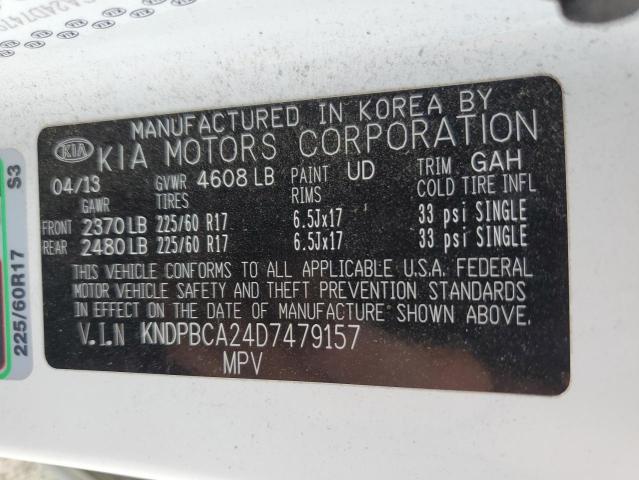 MANUFACTURED IN KOREA BY
KIA KIA MOTORS CORPORATION
04/13 GVWR 4608 LB PAINT UD TRIM GAH
GAWR TIRES RIMS COLD TIRE INFL
FRONT 2370 LB 225/60 R17 6.5Jx17 33 psi SINGLE
REAR 2480 LB 225/60 R17 6.5Jx17 33 psi SINGLE
THIS VEHICLE CONFORMS TO ALL APPLICABLE U.S.A. FEDERAL
MOTOR VEHICLE SAFETY AND THEFT PREVENTION STANDARDS
IN EFFECT ON THE DATE OF MANUFACTURE SHOWN ABOVE.
V.I.N KNDPBCA24D7479157
MPV
225/60R17 S3